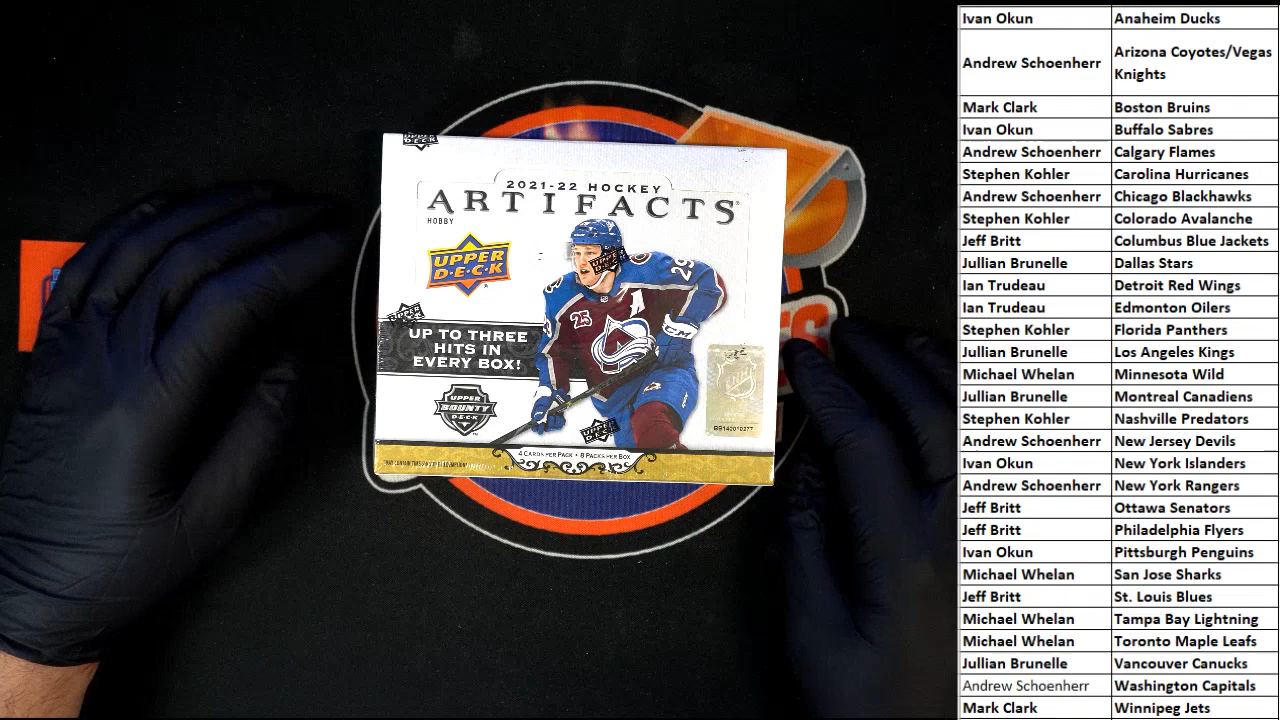 UPPER DECK
2021-22 HOCKEY
ARTIFACTS
HOBBY
UPPER
D·E·C·K
UPPER
UP TO THREE
HITS IN
EVERY BOX!
UPPER
BOUNTY
DECK
4 CARDS PER PACK • 8 PACKS PER BOX
29
A
25
CCM
NHL
UPPER DECK
Ivan Okun Anaheim Ducks
Andrew Schoenherr Arizona Coyotes/Vegas
Knights
Mark Clark Boston Bruins
Ivan Okun Buffalo Sabres
Andrew Schoenherr Calgary Flames
Stephen Kohler Carolina Hurricanes
Andrew Schoenherr Chicago Blackhawks
Stephen Kohler Colorado Avalanche
Jeff Britt Columbus Blue Jackets
Jullian Brunelle Dallas Stars
Ian Trudeau Detroit Red Wings
Ian Trudeau Edmonton Oilers
Stephen Kohler Florida Panthers
Jullian Brunelle Los Angeles Kings
Michael Whelan Minnesota Wild
Jullian Brunelle Montreal Canadiens
Stephen Kohler Nashville Predators
Andrew Schoenherr New Jersey Devils
Ivan Okun New York Islanders
Andrew Schoenherr New York Rangers
Jeff Britt Ottawa Senators
Jeff Britt Philadelphia Flyers
Ivan Okun Pittsburgh Penguins
Michael Whelan San Jose Sharks
Jeff Britt St. Louis Blues
Michael Whelan Tampa Bay Lightning
Michael Whelan Toronto Maple Leafs
Jullian Brunelle Vancouver Canucks
Andrew Schoenherr Washington Capitals
Mark Clark Winnipeg Jets